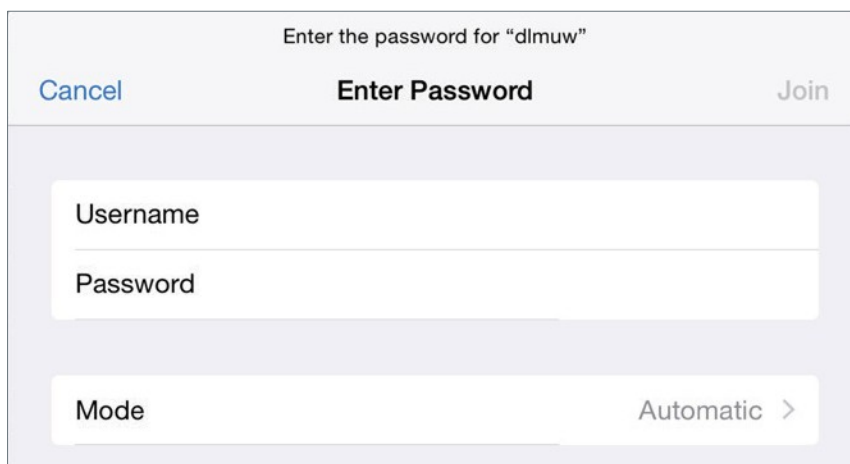 Enter the password for “dlmuw”
Cancel Enter Password Join
Username
Password
Mode Automatic >